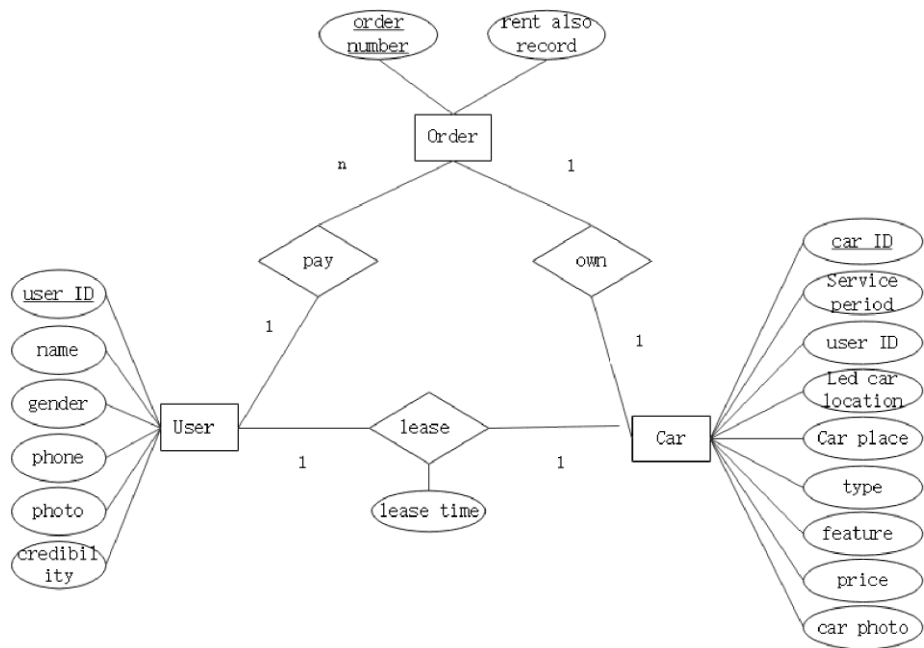 order
number
rent also
record
Order
n
1
pay
own
1
1
user ID
name
gender
phone
photo
credibil
ity
User
lease
1
1
lease time
Car
car ID
Service
period
user ID
Led car
location
Car place
type
feature
price
car photo